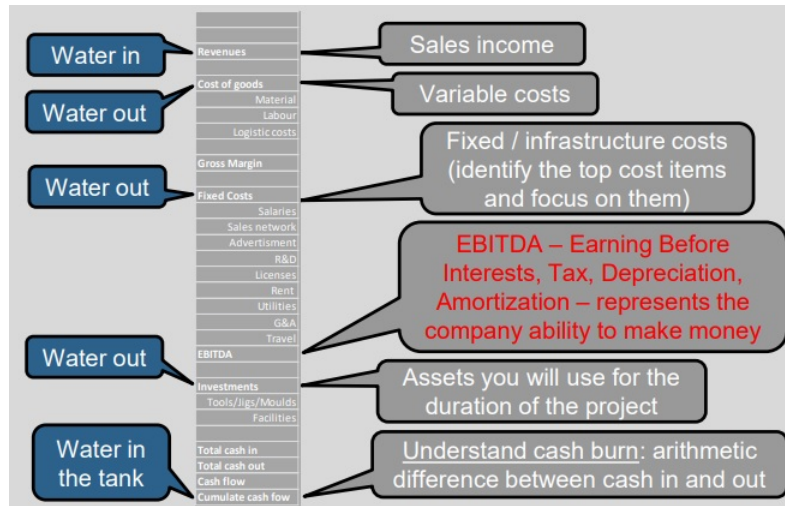 Water in
Water out
Water out
Water out
Water in
the tank
Revenues
Cost of goods
Material
Labour
Logistic costs
Gross Margin
Fixed Costs
Salaries
Sales network
Advertisment
R&D
Licenses
Rent
Utilities
G&A
Travel
EBITDA
Investments
Tools/Jigs/Moulds
Facilities
Total cash in
Total cash out
Cash flow
Cumulate cash fow
Sales income
Variable costs
Fixed / infrastructure costs
(identify the top cost items
and focus on them)
EBITDA – Earning Before
Interests, Tax, Depreciation,
Amortization – represents the
company ability to make money
Assets you will use for the
duration of the project
Understand cash burn: arithmetic
difference between cash in and out